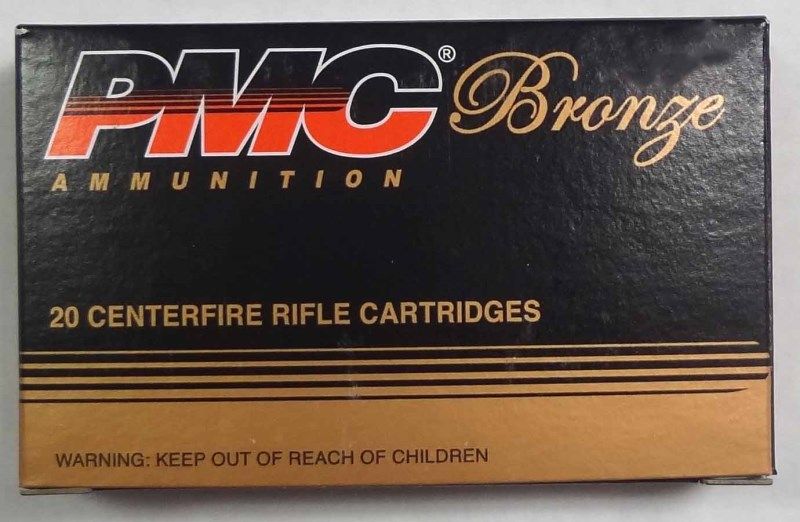 PMC® Bronze
AMMUNITION
20 CENTERFIRE RIFLE CARTRIDGES
WARNING: KEEP OUT OF REACH OF CHILDREN